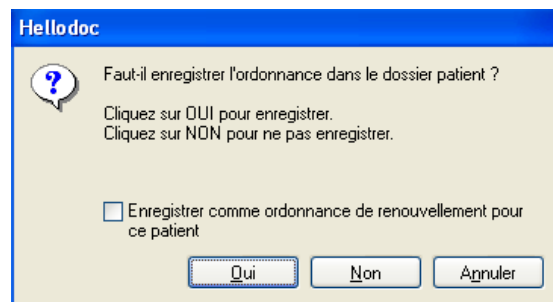 Hellodoc
Faut-il enregistrer l'ordonnance dans le dossier patient ?
Cliquez sur OUI pour enregistrer.
Cliquez sur NON pour ne pas enregistrer.
Enregistrer comme ordonnance de renouvellement pour
ce patient
Oui Non Annuler